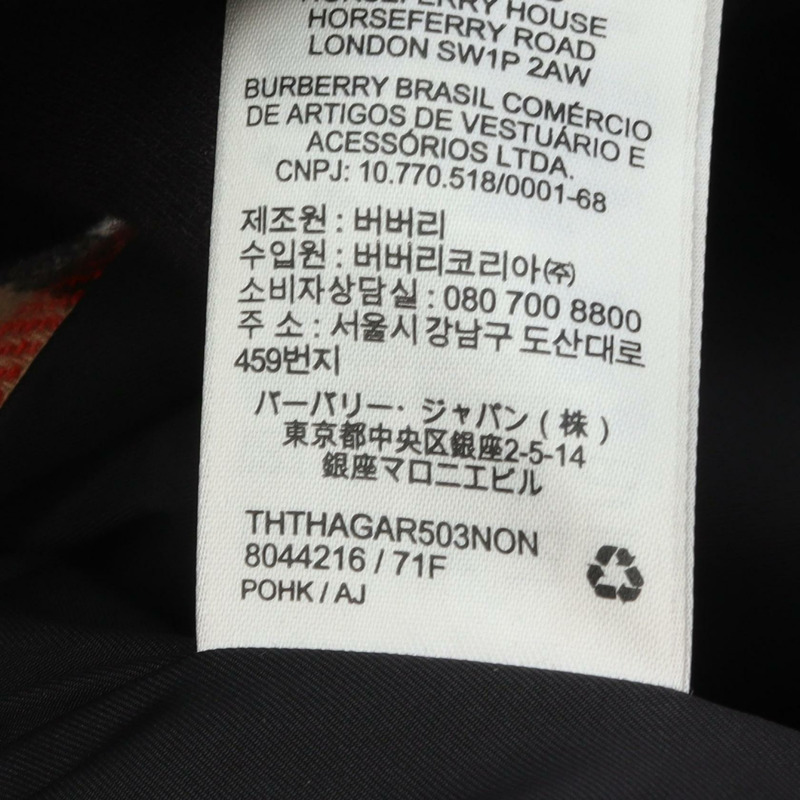 HORSEFERRY HOUSE
HORSEFERRY ROAD
LONDON SW1P 2AW
BURBERRY BRASIL COMÉRCIO
DE ARTIGOS DE VESTUÁRIO E
ACESSÓRIOS LTDA.
CNPJ: 10.770.518/0001-68
제조원 : 버버리
수입원 : 버버리코리아㈜
소비자상담실 : 080 700 8800
주 소 : 서울시 강남구 도산대로
459번지
バーバリー・ジャパン ( 株 )
東京都中央区銀座2-5-14
銀座マロニエビル
THTHAGAR503NON
8044216 / 71F
POHK / AJ